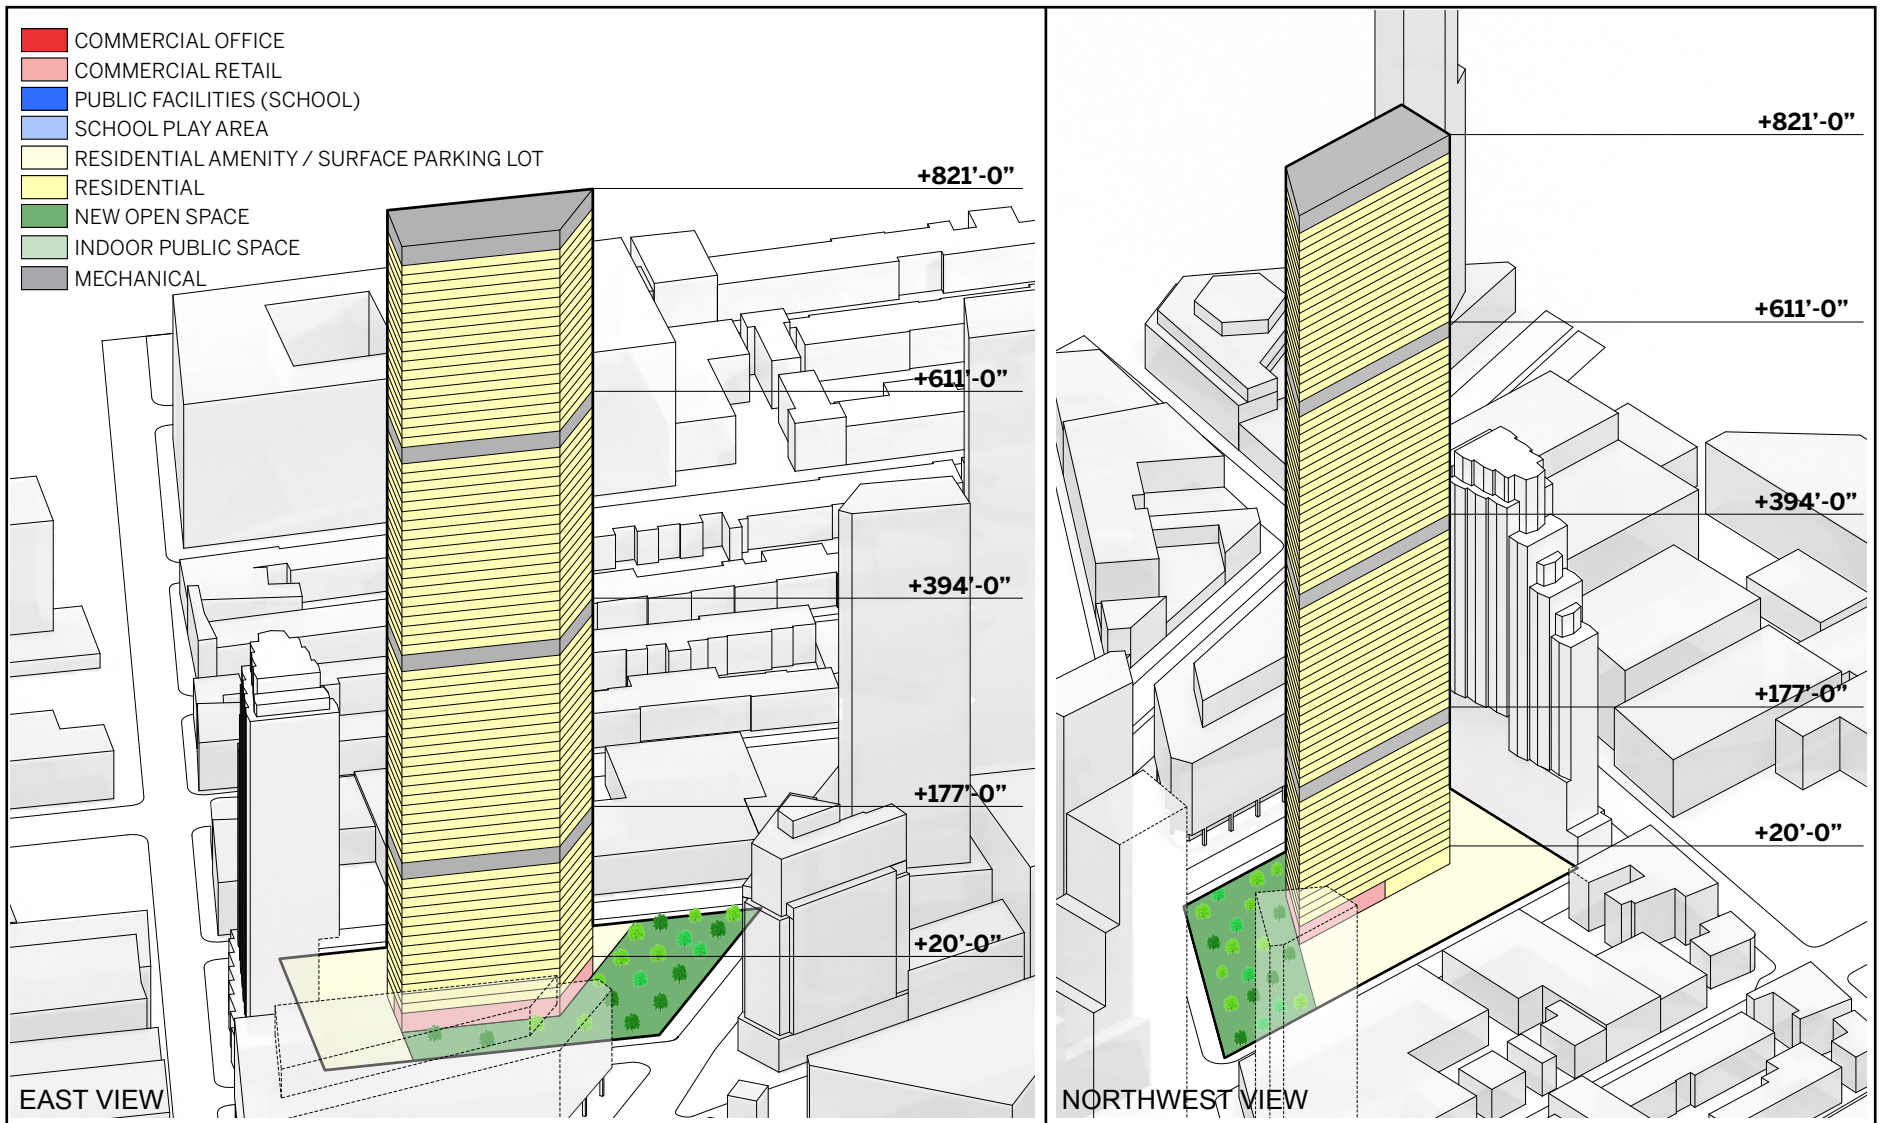 COMMERCIAL OFFICE
COMMERCIAL RETAIL
PUBLIC FACILITIES (SCHOOL)
SCHOOL PLAY AREA
RESIDENTIAL AMENITY / SURFACE PARKING LOT
RESIDENTIAL
NEW OPEN SPACE
INDOOR PUBLIC SPACE
MECHANICAL
+821'-0"
+611'-0"
+394'-0"
+177'-0"
+20'-0"
EAST VIEW
+821'-0"
+611'-0"
+394'-0"
+177'-0"
+20'-0"
NORTHWEST VIEW